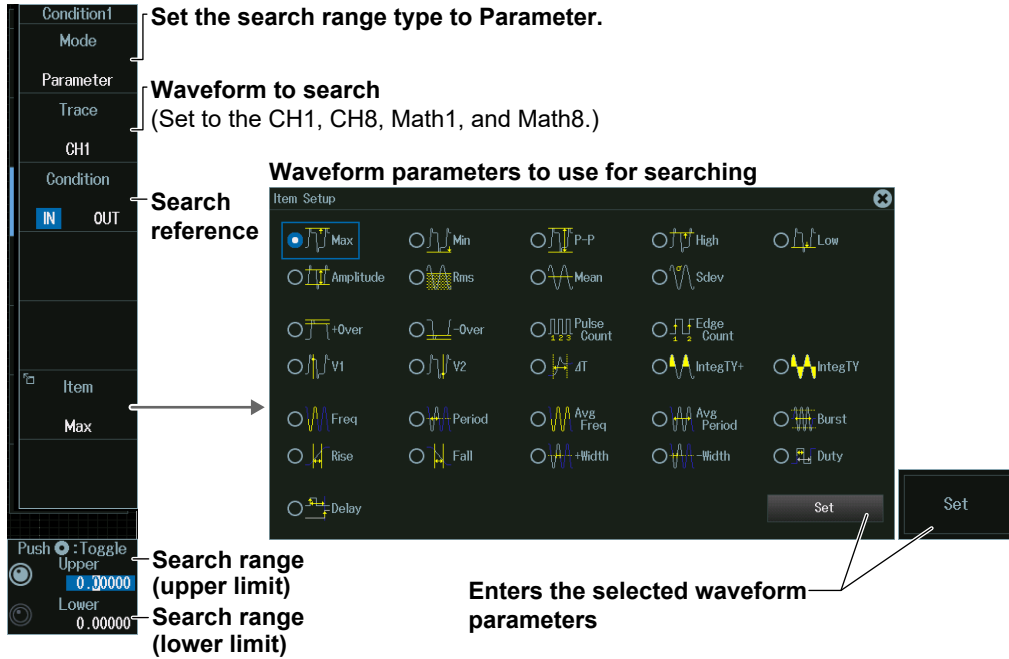 Condition1
Mode
Parameter
Set the search range type to Parameter.
Trace
CH1
Waveform to search
(Set to the CH1, CH8, Math1, and Math8.)
Condition
IN OUT
Search
reference
Waveform parameters to use for searching
Item Setup
Max Min P-P High Low
Amplitude Rms Mean Sdev
+Over -Over Pulse Count Edge Count
V1 V2 ΔT IntegTY+ IntegTY
Freq Period Avg Freq Avg Period Burst
Rise Fall +Width -Width Duty
Delay
Set
Set
Item
Max
Enters the selected waveform
parameters
Push :Toggle
Upper
0.00000
Search range
(upper limit)
Lower
0.00000
Search range
(lower limit)